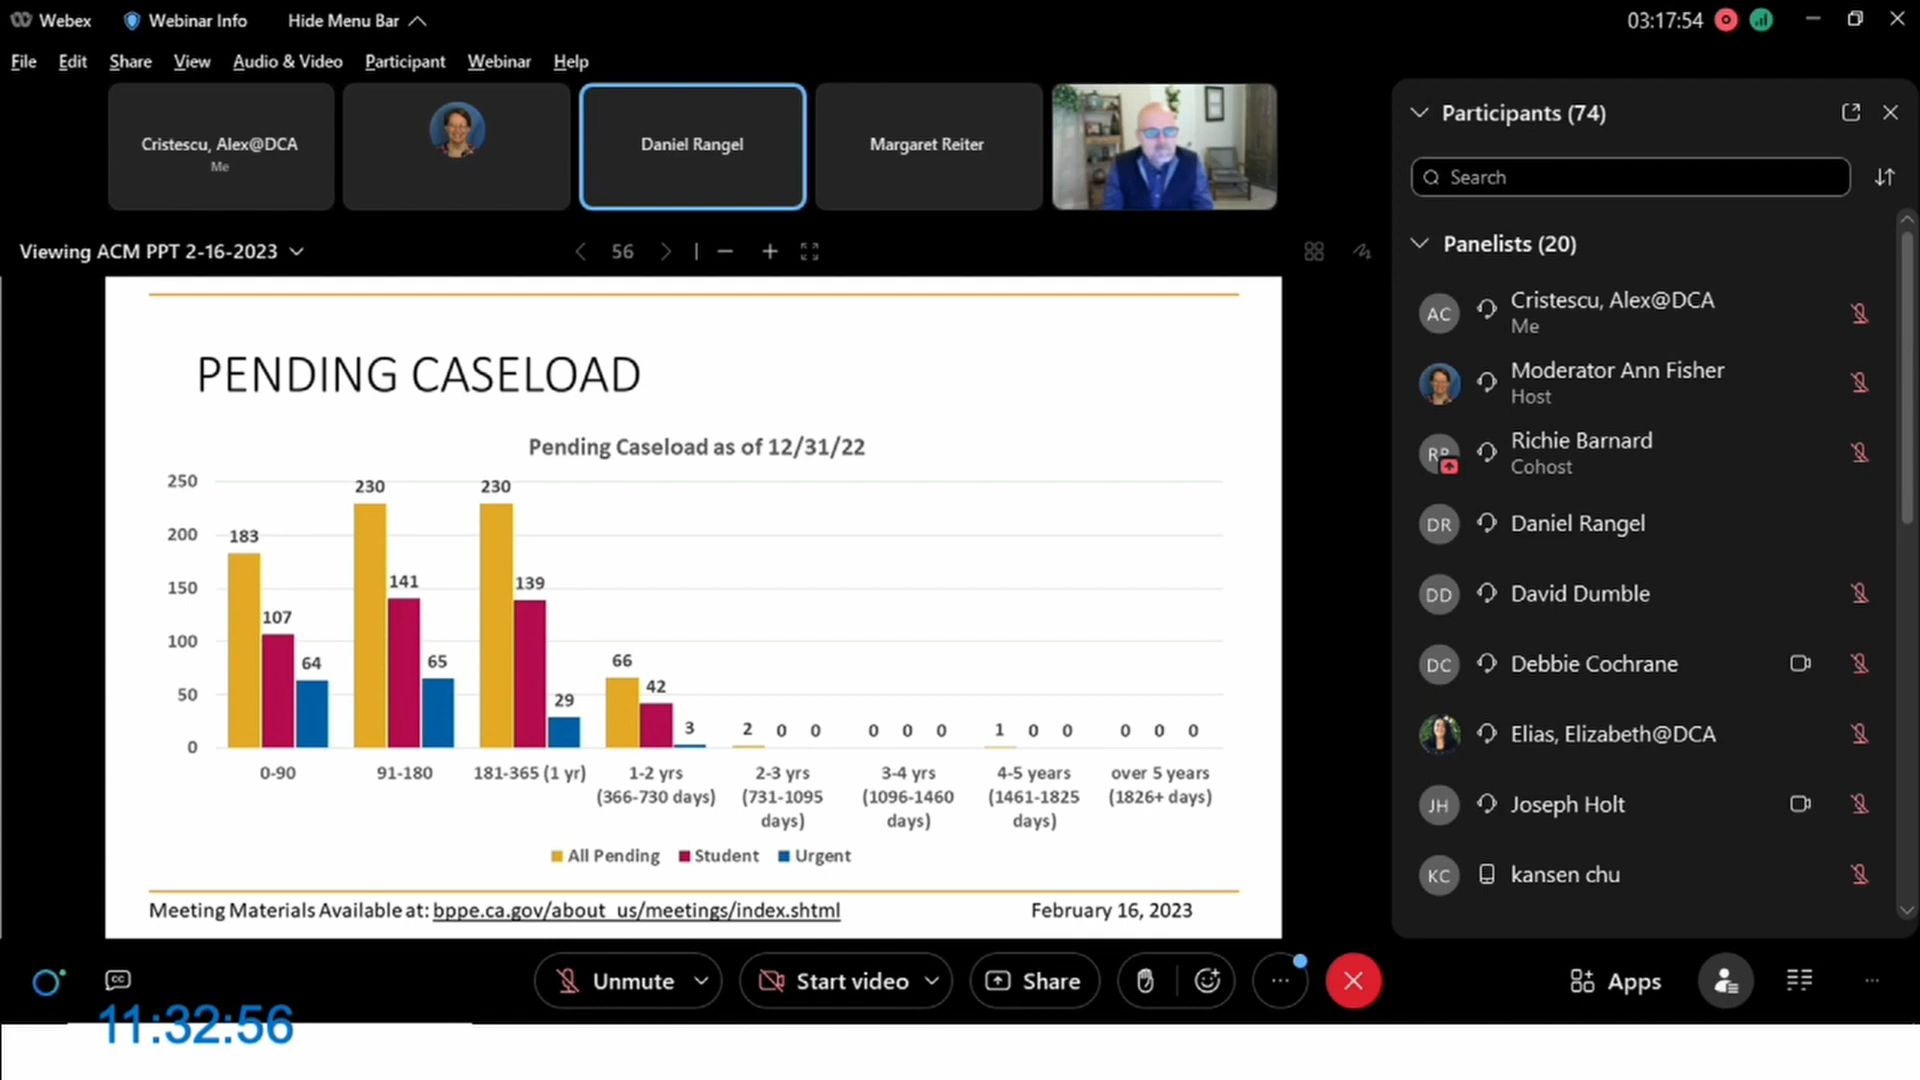 Webex
Webinar Info
Hide Menu Bar
03:17:54
File Edit Share View Audio & Video Participant Webinar Help
Cristescu, Alex@DCA
Me
Daniel Rangel
Margaret Reiter
Viewing ACM PPT 2-16-2023
56
PENDING CASELOAD
Pending Caseload as of 12/31/22
250
200
150
100
50
0
183 107 64
230 141 65
230 139 29
66 42 3
2 0 0
0 0 0
1 0 0
0 0 0
0-90
91-180
181-365 (1 yr)
1-2 yrs
(366-730 days)
2-3 yrs
(731-1095
days)
3-4 yrs
(1096-1460
days)
4-5 years
(1461-1825
days)
over 5 years
(1826+ days)
All Pending Student Urgent
Meeting Materials Available at: bppe.ca.gov/about_us/meetings/index.shtml
February 16, 2023
Participants (74)
Search
Panelists (20)
AC
Cristescu, Alex@DCA
Me
Moderator Ann Fisher
Host
Richie Barnard
Cohost
DR
Daniel Rangel
DD
David Dumble
DC
Debbie Cochrane
Elias, Elizabeth@DCA
JH
Joseph Holt
KC
kansen chu
CC
Unmute
Start video
Share
Apps
11:32:56